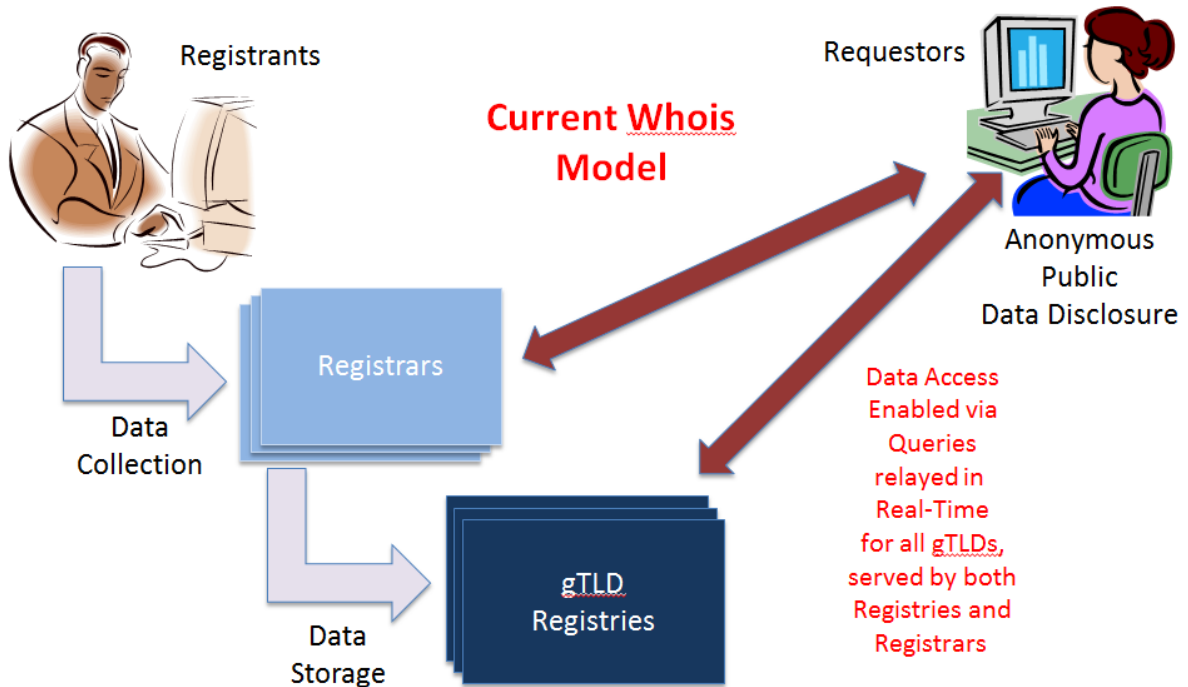 Registrants
Requestors
Current Whois
Model
Anonymous
Public
Data Disclosure
Registrars
Data
Collection
Data Access
Enabled via
Queries
relayed in
Real-Time
for all gTLDs,
served by both
Registries and
Registrars
gTLD
Registries
Data
Storage